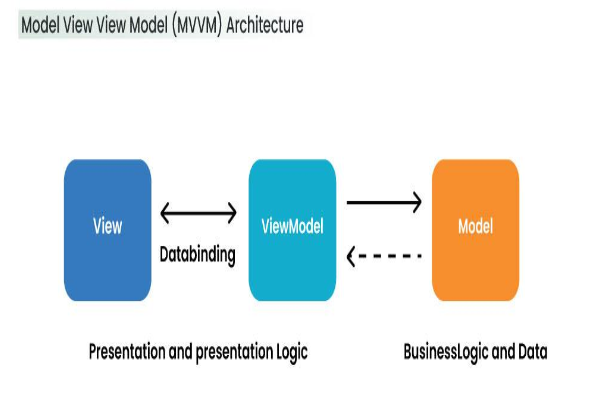 Model View View Model (MVVM) Architecture
View
ViewModel
Model
Databinding
Presentation and presentation Logic
BusinessLogic and Data